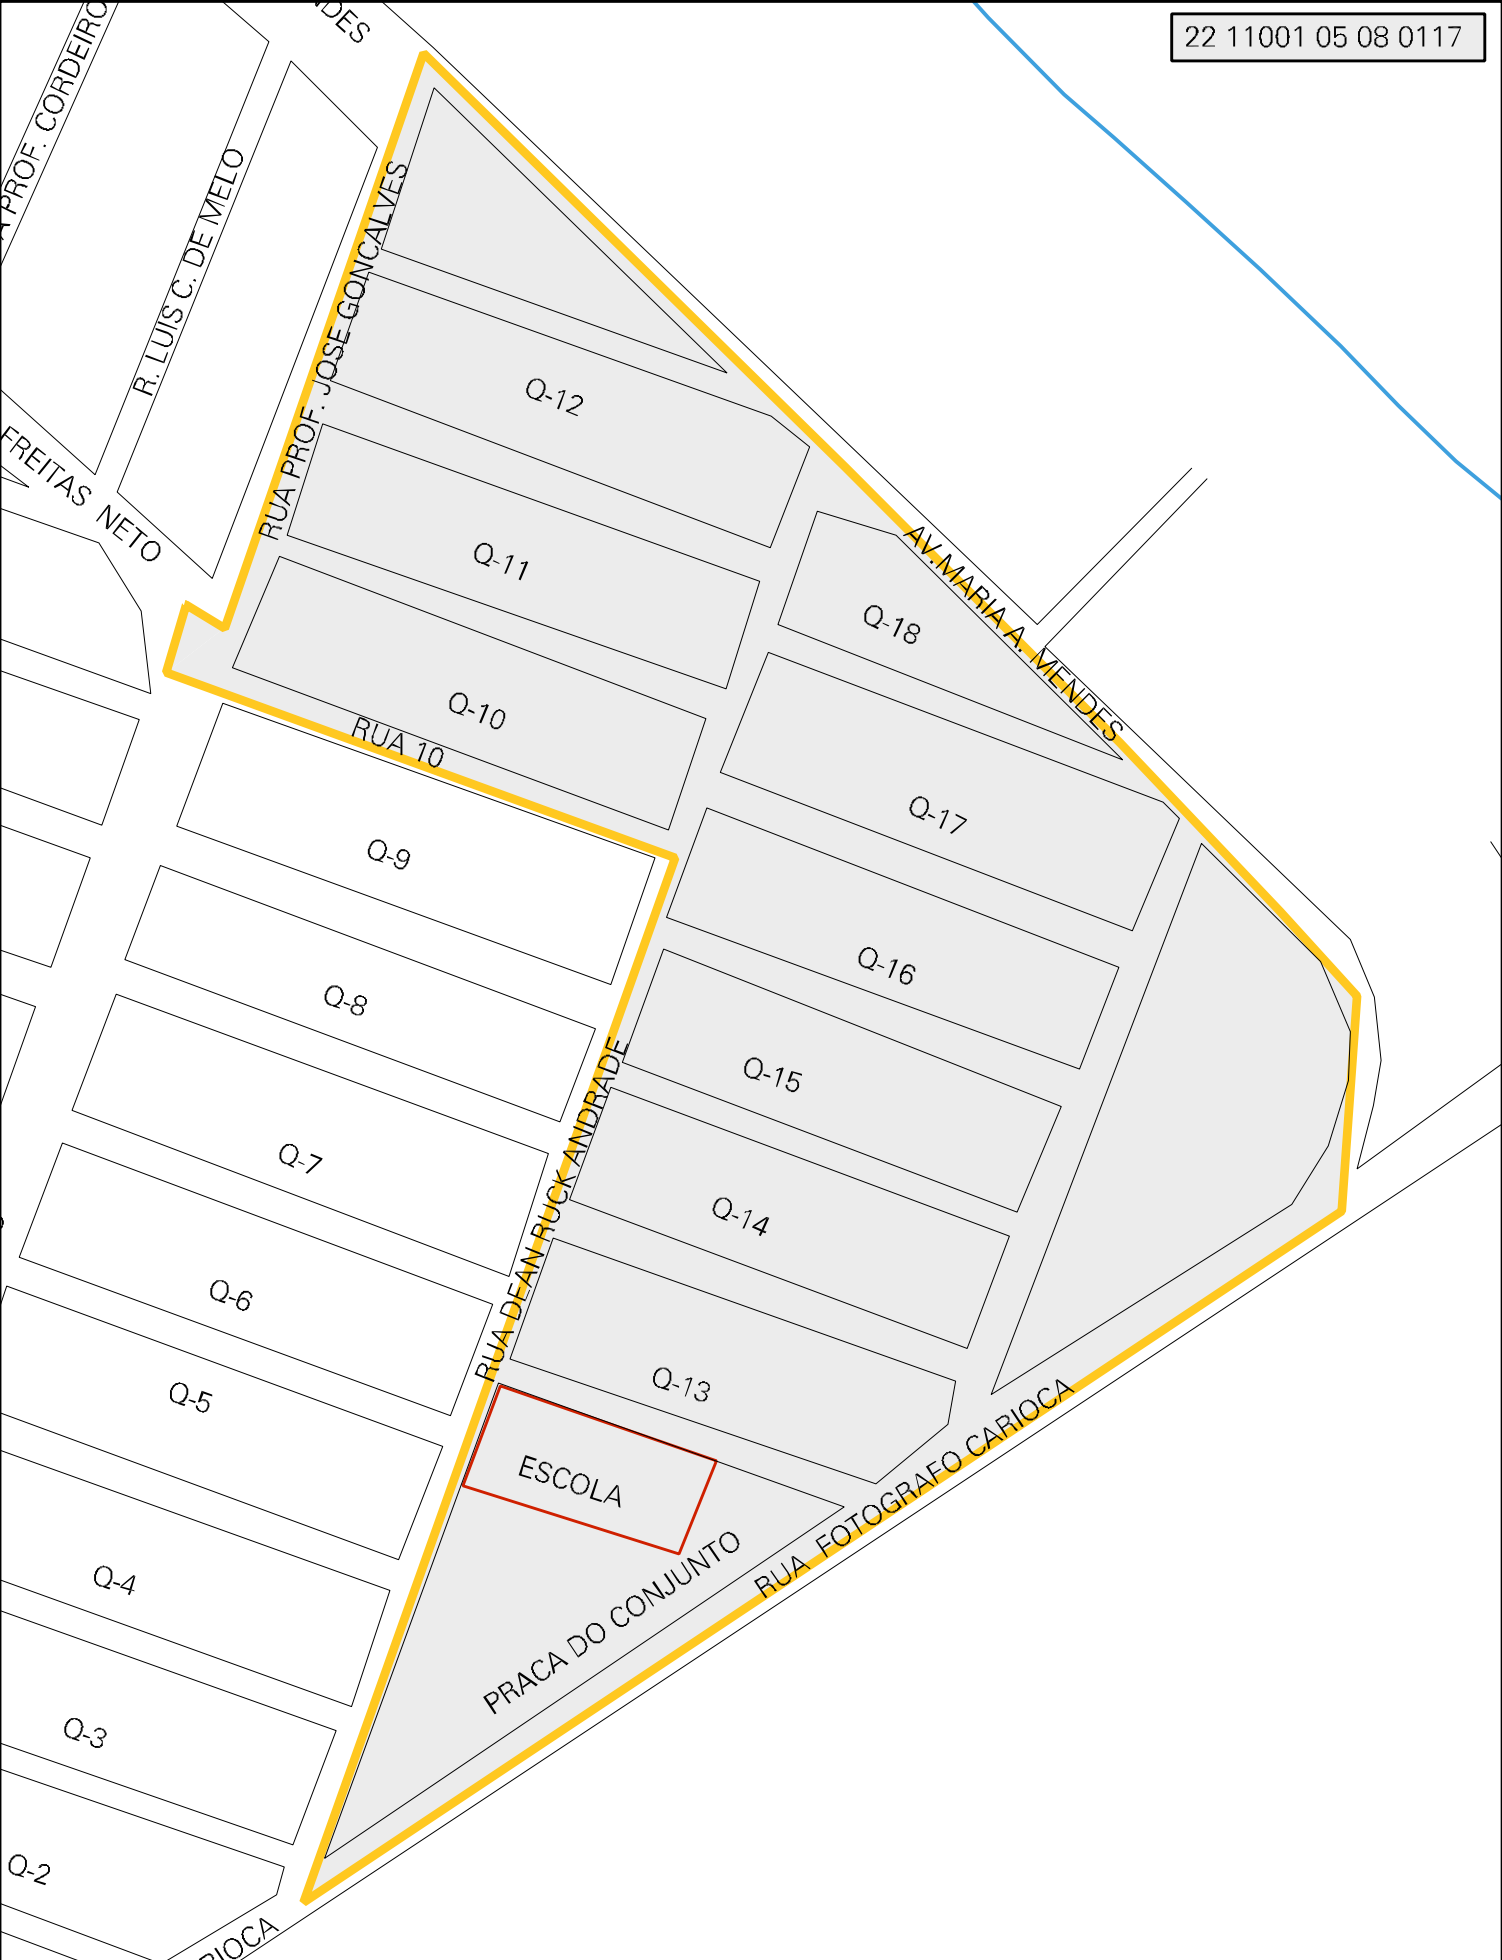 NDES
22 11001 05 08 0117
PROF. CORDEIRO
R. LUIS C. DE MELO
RUA PROF. JOSE GONCALVES
FREITAS NETO
Q-12
Q-11
Q-10
RUA 10
AV.MARIA A. MENDES
Q-18
Q-17
Q-9
Q-16
Q-8
Q-15
RUA DEAN RUCK ANDRADE
Q-7
Q-14
Q-6
Q-13
Q-5
ESCOLA
RUA FOTOGRAFO CARIOCA
PRACA DO CONJUNTO
Q-4
Q-3
Q-2
RIOCA